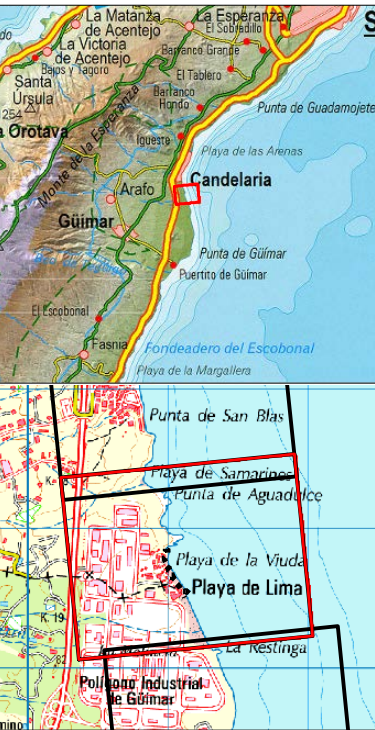 La Matanza
de Acentejo
La Esperanza
S
El Sobradillo
La Victoria
de Acentejo
Barranco Grande
Bajos y Tagoro
El Tablero
Santa
Úrsula
Barranco
Hondo
1254
Punta de Guadamojete
a Orotava
Monte de la Esperanza
Igueste
Playa de las Arenas
Arafo
Candelaria
Güímar
Punta de Güímar
Puertito de Güímar
El Escobonal
Fasnia
Fondeadero del Escobonal
Playa de la Margallera
Punta de San Blas
Playa de Samarines
Punta de Aguadulce
Playa de la Viuda
Playa de Lima
K. 19
La Restinga
82
Polígono Industrial
de Güímar
mino